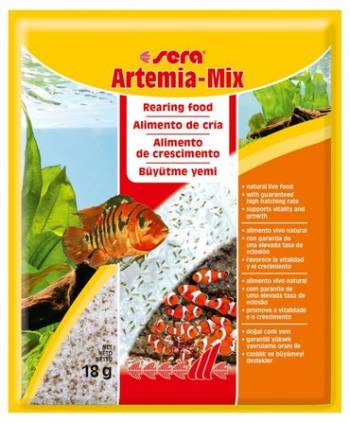 sera
Artemia-Mix
Rearing food
Alimento de cría
Alimento
de crescimento
Büyütme yemi
• natural live food
• with guaranteed
high hatching rate
• supports vitality and
growth
• alimento vivo natural
• con garantía de
una elevada tasa de
eclosión
• favorece la vitalidad
y el crecimiento
• alimento vivo natural
• com garantia de
uma elevada taxa de
eclosão
• promove a vitalidade
e o crescimento
• doğal canlı yem
• garantili yüksek
yavrulama oranı ile
• canlılık ve büyümeyi
destekler
NET
NETO
NETTO
18 g